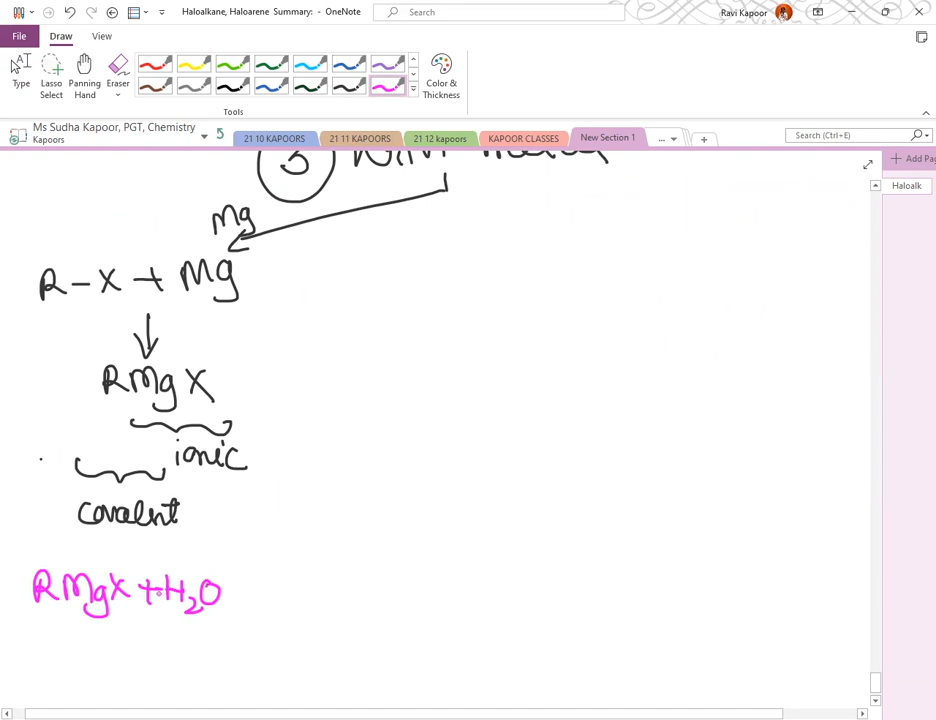 Haloalkane, Haloarene Summary: - OneNote
Search
Ravi Kapoor
File Draw View
Type Lasso Select Panning Hand Eraser Color & Thickness
Tools
Ms Sudha Kapoor, PGT, Chemistry
Kapoors
21 10 KAPOORS 21 11 KAPOORS 21 12 kapoors KAPOOR CLASSES New Section 1 ... Search (Ctrl+E)
Add Page
Haloalk
3
Mg
R-X + Mg
RMgX
ionic
covalent
RMgX + H2O